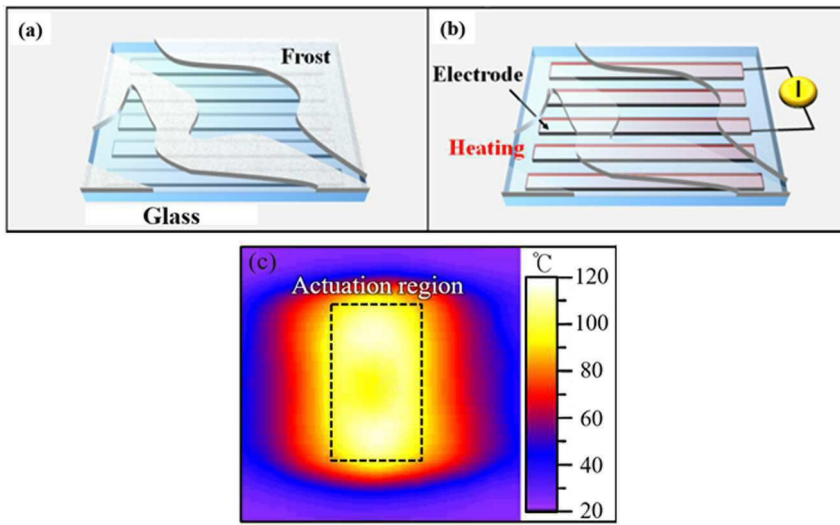 (a)
Frost
Glass
(b)
Electrode
Heating
I
(c)
Actuation region
℃
120
100
80
60
40
20